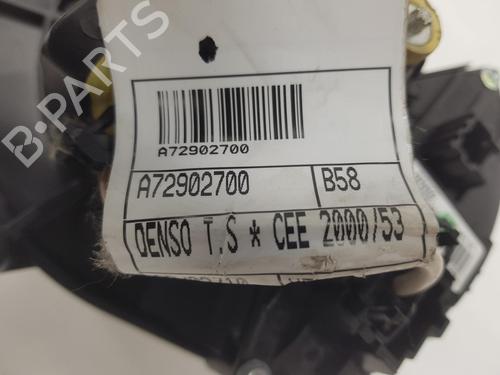 B-PARTS
A72902700
A72902700 B58
DENSO T.S * CEE 2000/53